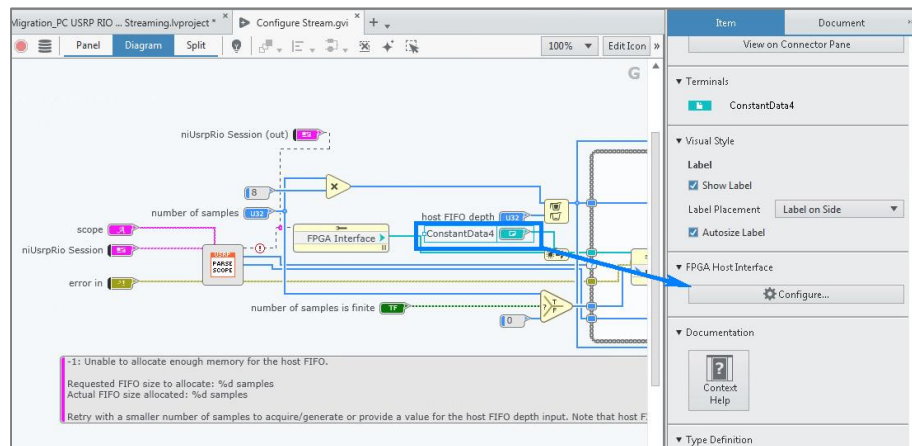 Migration_PC USRP RIO ... Streaming.lvproject *
Configure Stream.gvi
Item
Document
Panel
Diagram
Split
100%
Edit Icon
»
View on Connector Pane
G
Terminals
ConstantData4
niUsrpRio Session (out)
Visual Style
Label
8
x
Show Label
number of samples
U32
host FIFO depth
U32
Label Placement
Label on Side
scope
ConstantData4
FPGA Interface
Autosize Label
niUsrpRio Session
USRP
PARSE
SCOPE
FPGA Host Interface
error in
Configure...
number of samples is finite
TF
?
T
F
0
Documentation
Context
Help
-1: Unable to allocate enough memory for the host FIFO.
Requested FIFO size to allocate: %d samples
Actual FIFO size allocated: %d samples
Retry with a smaller number of samples to acquire/generate or provide a value for the host FIFO depth input. Note that host F
Type Definition